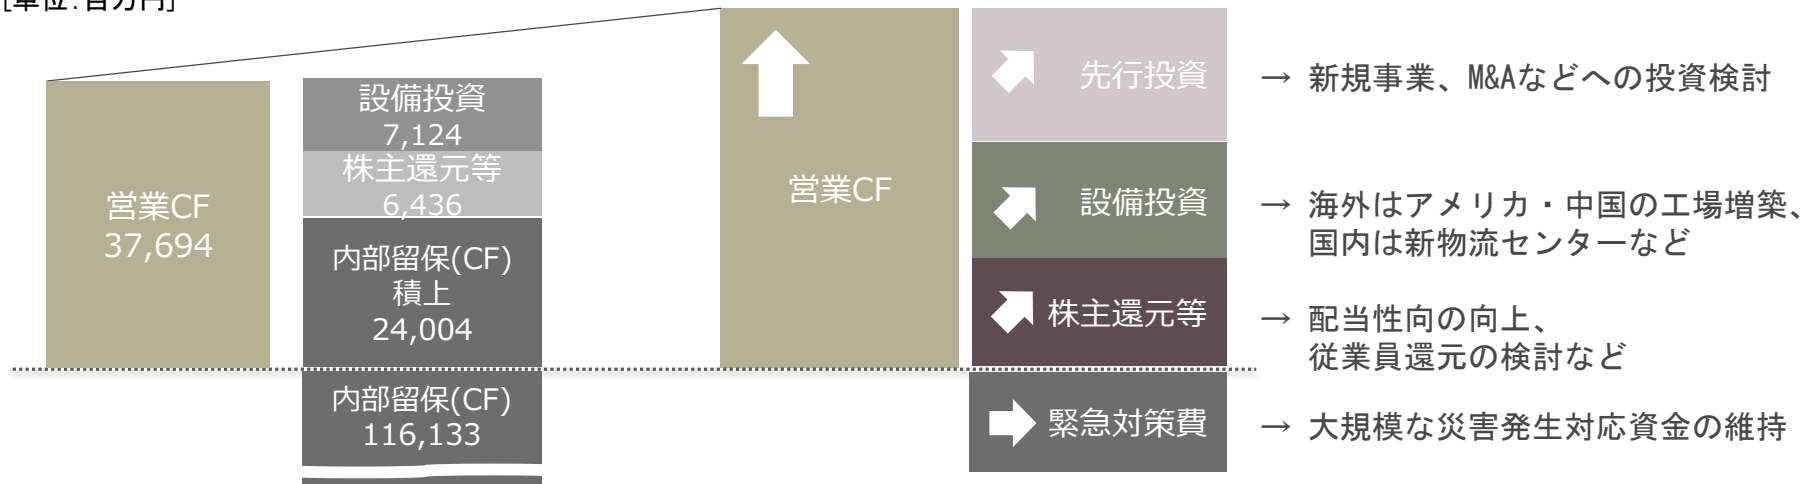 [単位:百万円]
営業CF
37,694
設備投資
7,124
株主還元等
6,436
内部留保(CF)
積上
24,004
内部留保(CF)
116,133
営業CF
先行投資
→ 新規事業、M&Aなどへの投資検討
設備投資
→ 海外はアメリカ・中国の工場増築、
国内は新物流センターなど
株主還元等
→ 配当性向の向上、
従業員還元の検討など
緊急対策費
→ 大規模な災害発生対応資金の維持